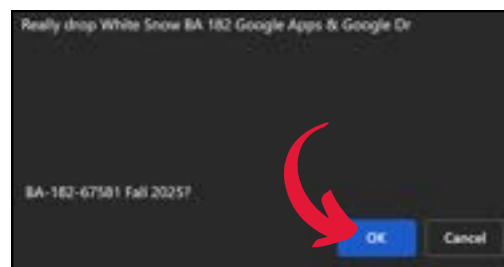 Really drop White Snow BA 182 Google Apps & Google Dr
BA-182-67581 Fall 2025?
OK Cancel